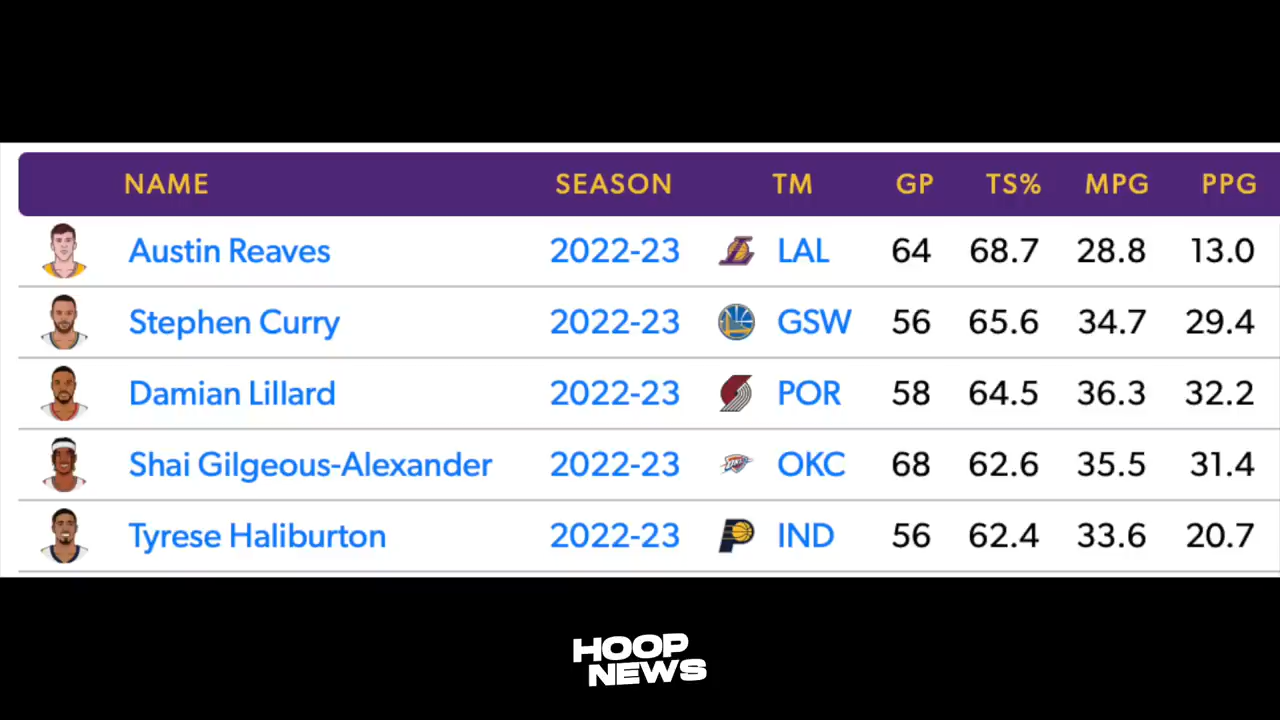 NAME SEASON TM GP TS% MPG PPG
Austin Reaves 2022-23 LAL 64 68.7 28.8 13.0
Stephen Curry 2022-23 GSW 56 65.6 34.7 29.4
Damian Lillard 2022-23 POR 58 64.5 36.3 32.2
Shai Gilgeous-Alexander 2022-23 OKC 68 62.6 35.5 31.4
Tyrese Haliburton 2022-23 IND 56 62.4 33.6 20.7
HOOP
NEWS